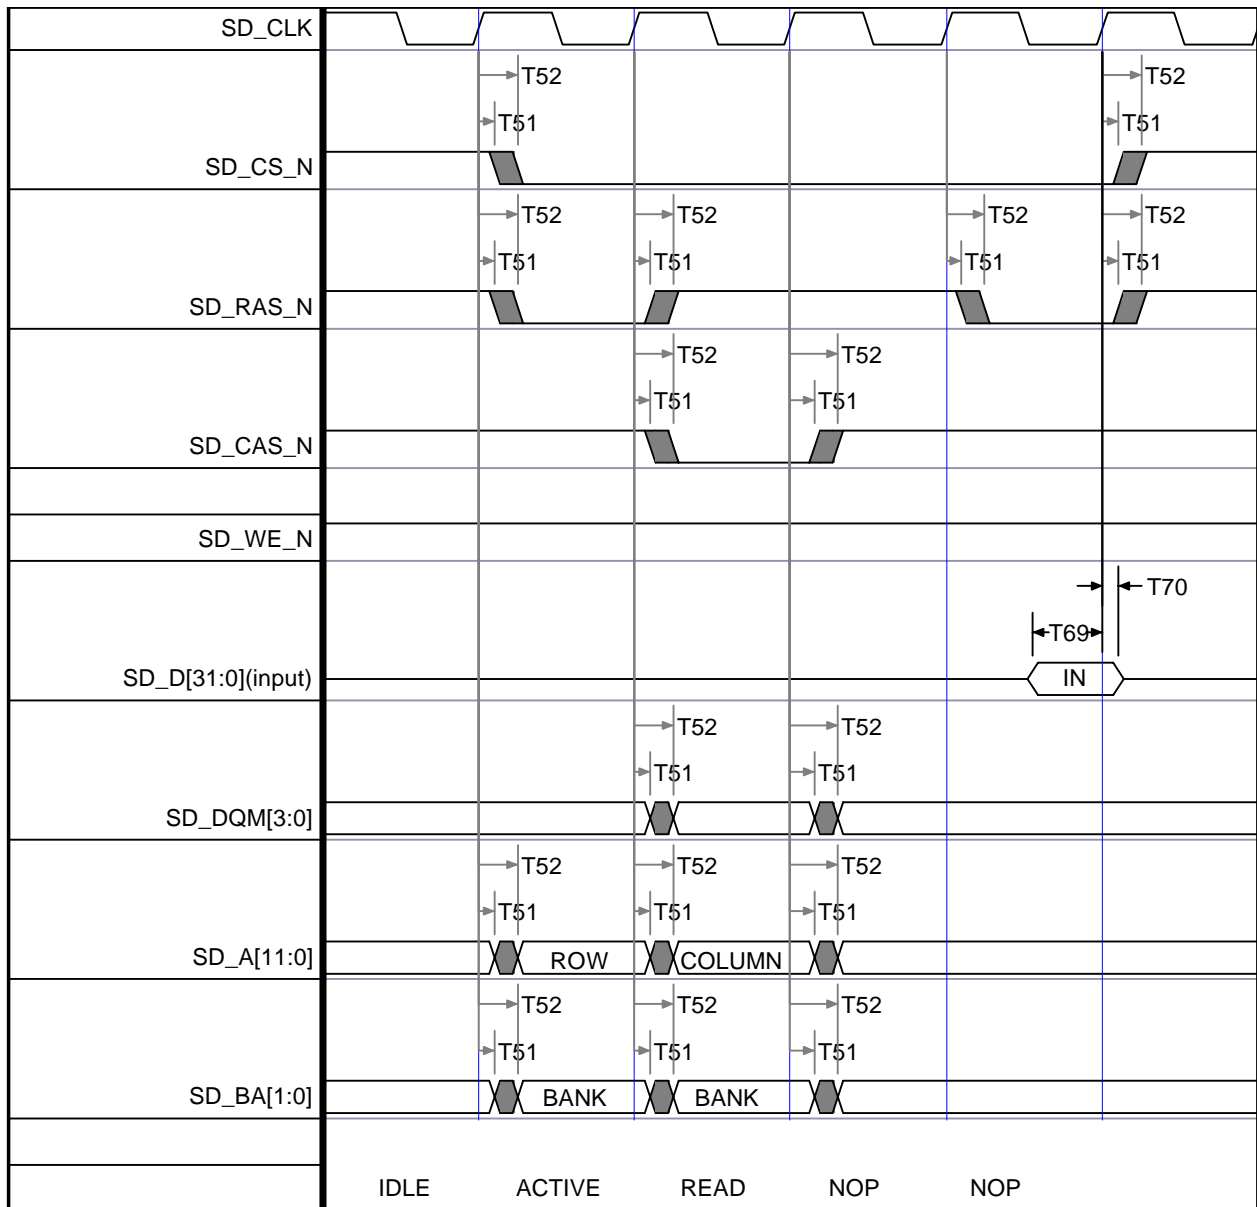 SD_CLK
T52 T52
T51 T51
SD_CS_N
T52 T52 T52 T52
T51 T51 T51 T51
SD_RAS_N
T52 T52
T51 T51
SD_CAS_N
SD_WE_N
T70
T69
SD_D[31:0](input) IN
T52 T52
T51 T51
SD_DQM[3:0]
T52 T52 T52
T51 T51 T51
SD_A[11:0] ROW COLUMN
T52 T52 T52
T51 T51 T51
SD_BA[1:0] BANK BANK
IDLE ACTIVE READ NOP NOP